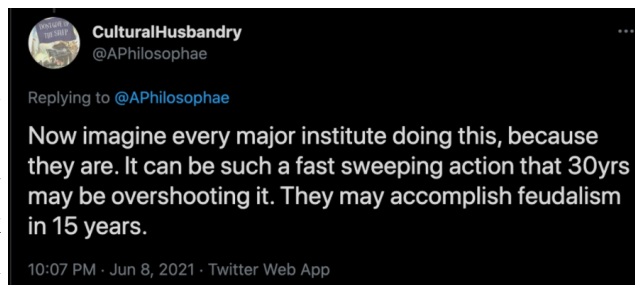 CulturalHusbandry
@APhilosophae
Replying to @APhilosophae
Now imagine every major institute doing this, because
they are. It can be such a fast sweeping action that 30yrs
may be overshooting it. They may accomplish feudalism
in 15 years.
10:07 PM · Jun 8, 2021 · Twitter Web App